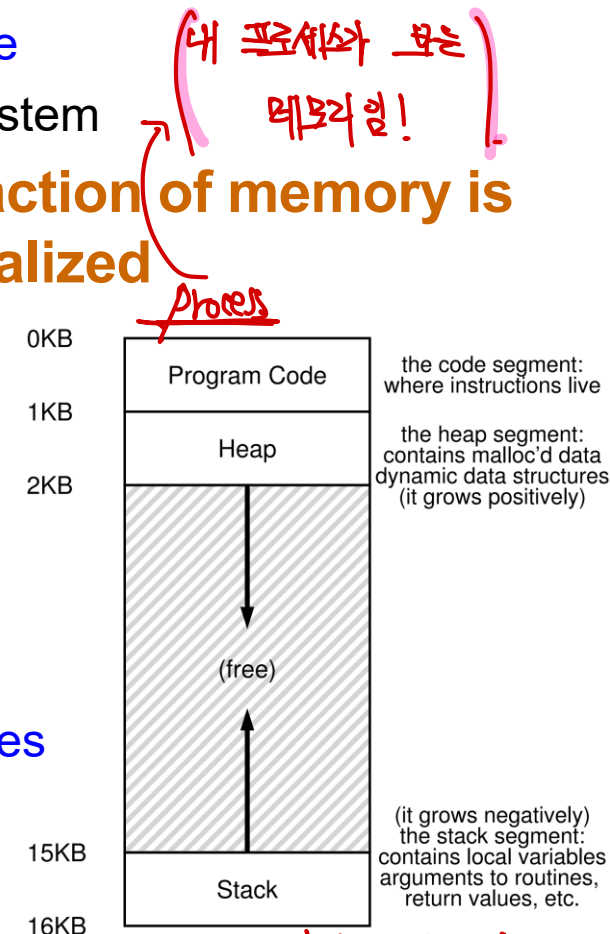 e
내 프로세스가 보는
메모리 임!
stem
action of memory is
alized
Process
0KB
Program Code
the code segment:
where instructions live
1KB
Heap
the heap segment:
contains malloc'd data
dynamic data structures
(it grows positively)
2KB
(free)
es
15KB
(it grows negatively)
the stack segment:
contains local variables
arguments to routines,
return values, etc.
Stack
16KB